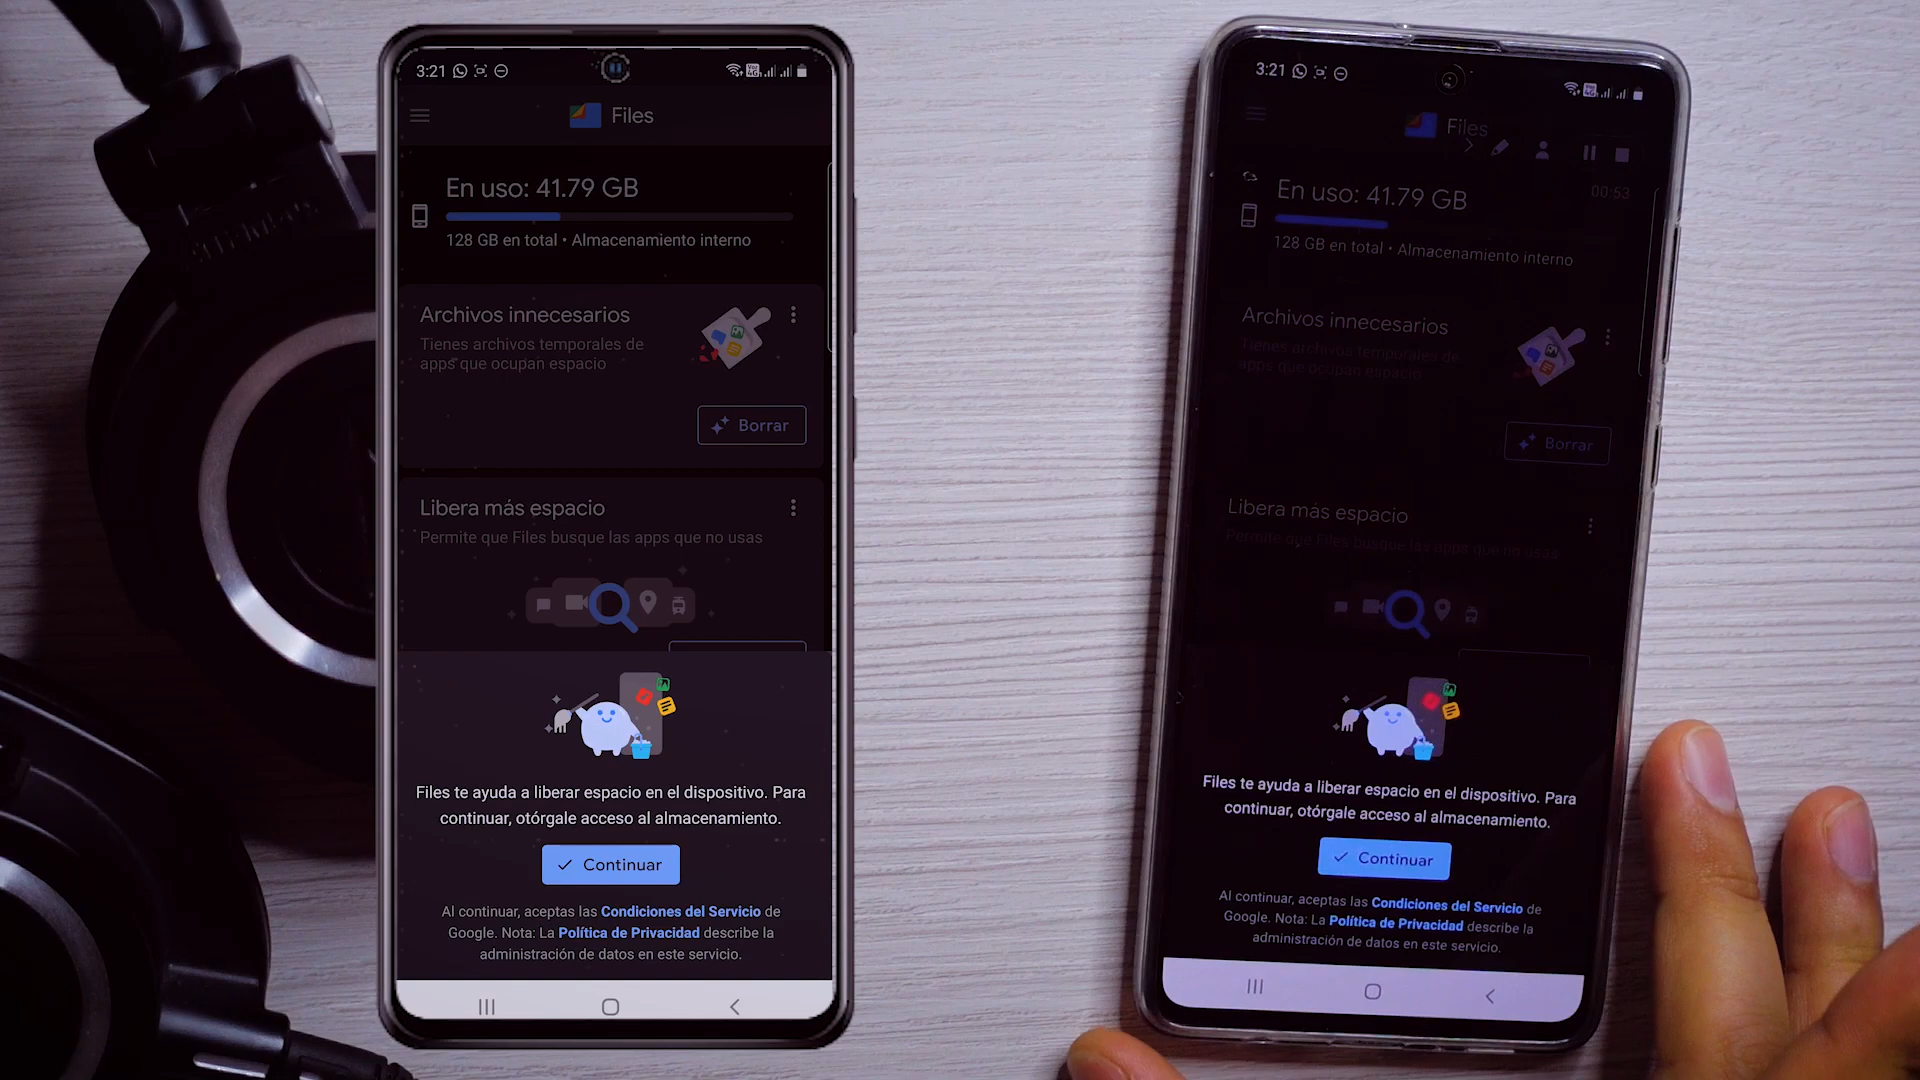 3:21
Files
En uso: 41.79 GB
128 GB en total • Almacenamiento interno
Archivos innecesarios
Tienes archivos temporales de
apps que ocupan espacio
Borrar
Libera más espacio
Permite que Files busque las apps que no usas
Files te ayuda a liberar espacio en el dispositivo. Para
continuar, otórgale acceso al almacenamiento.
Continuar
Al continuar, aceptas las Condiciones del Servicio de
Google. Nota: La Política de Privacidad describe la
administración de datos en este servicio.
3:21
Files
00:53
En uso: 41.79 GB
128 GB en total • Almacenamiento interno
Archivos innecesarios
Tienes archivos temporales de
apps que ocupan espacio
Borrar
Libera más espacio
Permite que Files busque las apps que no usas
Files te ayuda a liberar espacio en el dispositivo. Para
continuar, otórgale acceso al almacenamiento.
Continuar
Al continuar, aceptas las Condiciones del Servicio de
Google. Nota: La Política de Privacidad describe la
administración de datos en este servicio.